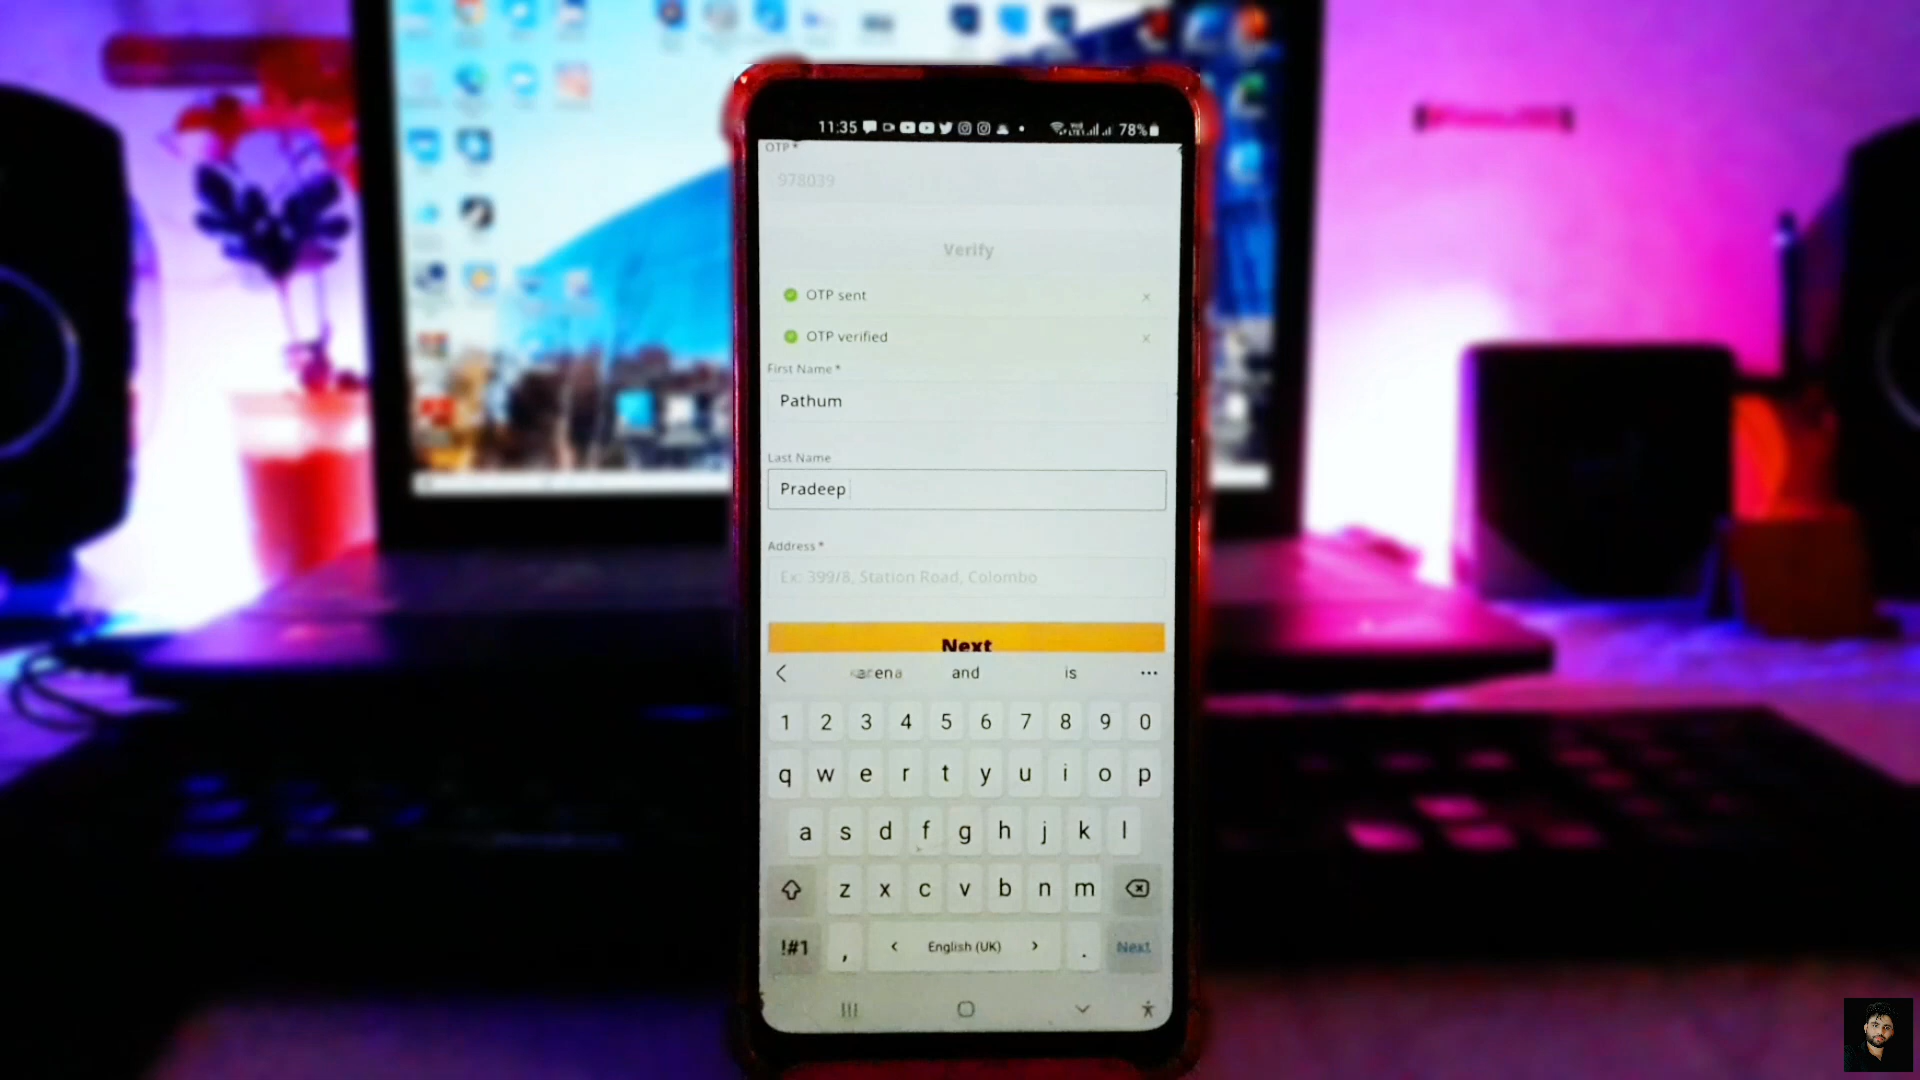 11:35 78%
OTP *
978039
Verify
OTP sent
OTP verified
First Name *
Pathum
Last Name
Pradeep
Address *
Ex: 399/8, Station Road, Colombo
Next
and is ...
1 2 3 4 5 6 7 8 9 0
q w e r t y u i o p
a s d f g h j k l
z x c v b n m
!#1 , < English (UK) > . Next